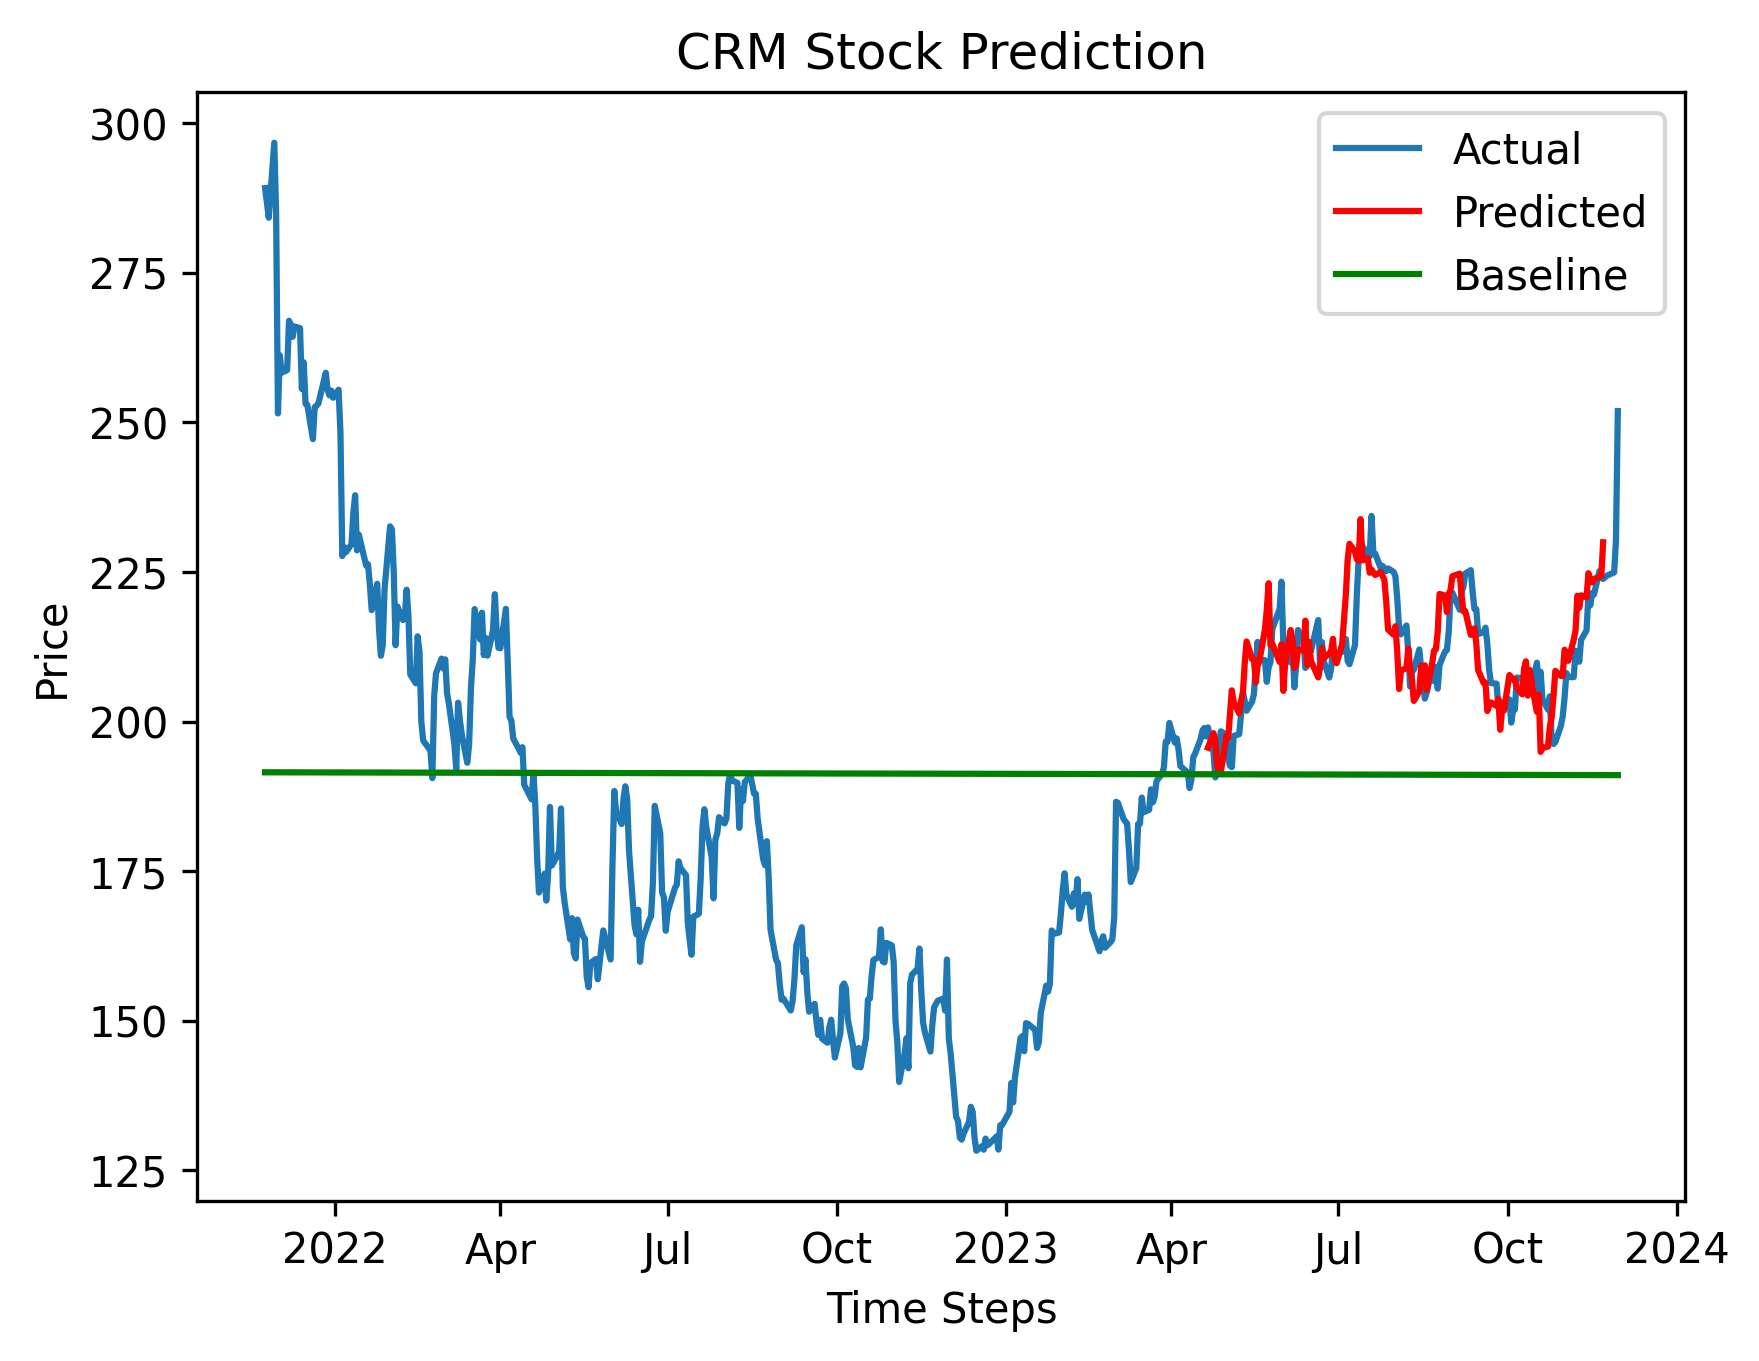 CRM Stock Prediction
300
275
250
225
200
175
150
125
Price
Actual
Predicted
Baseline
2022 Apr Jul Oct 2023 Apr Jul Oct 2024
Time Steps